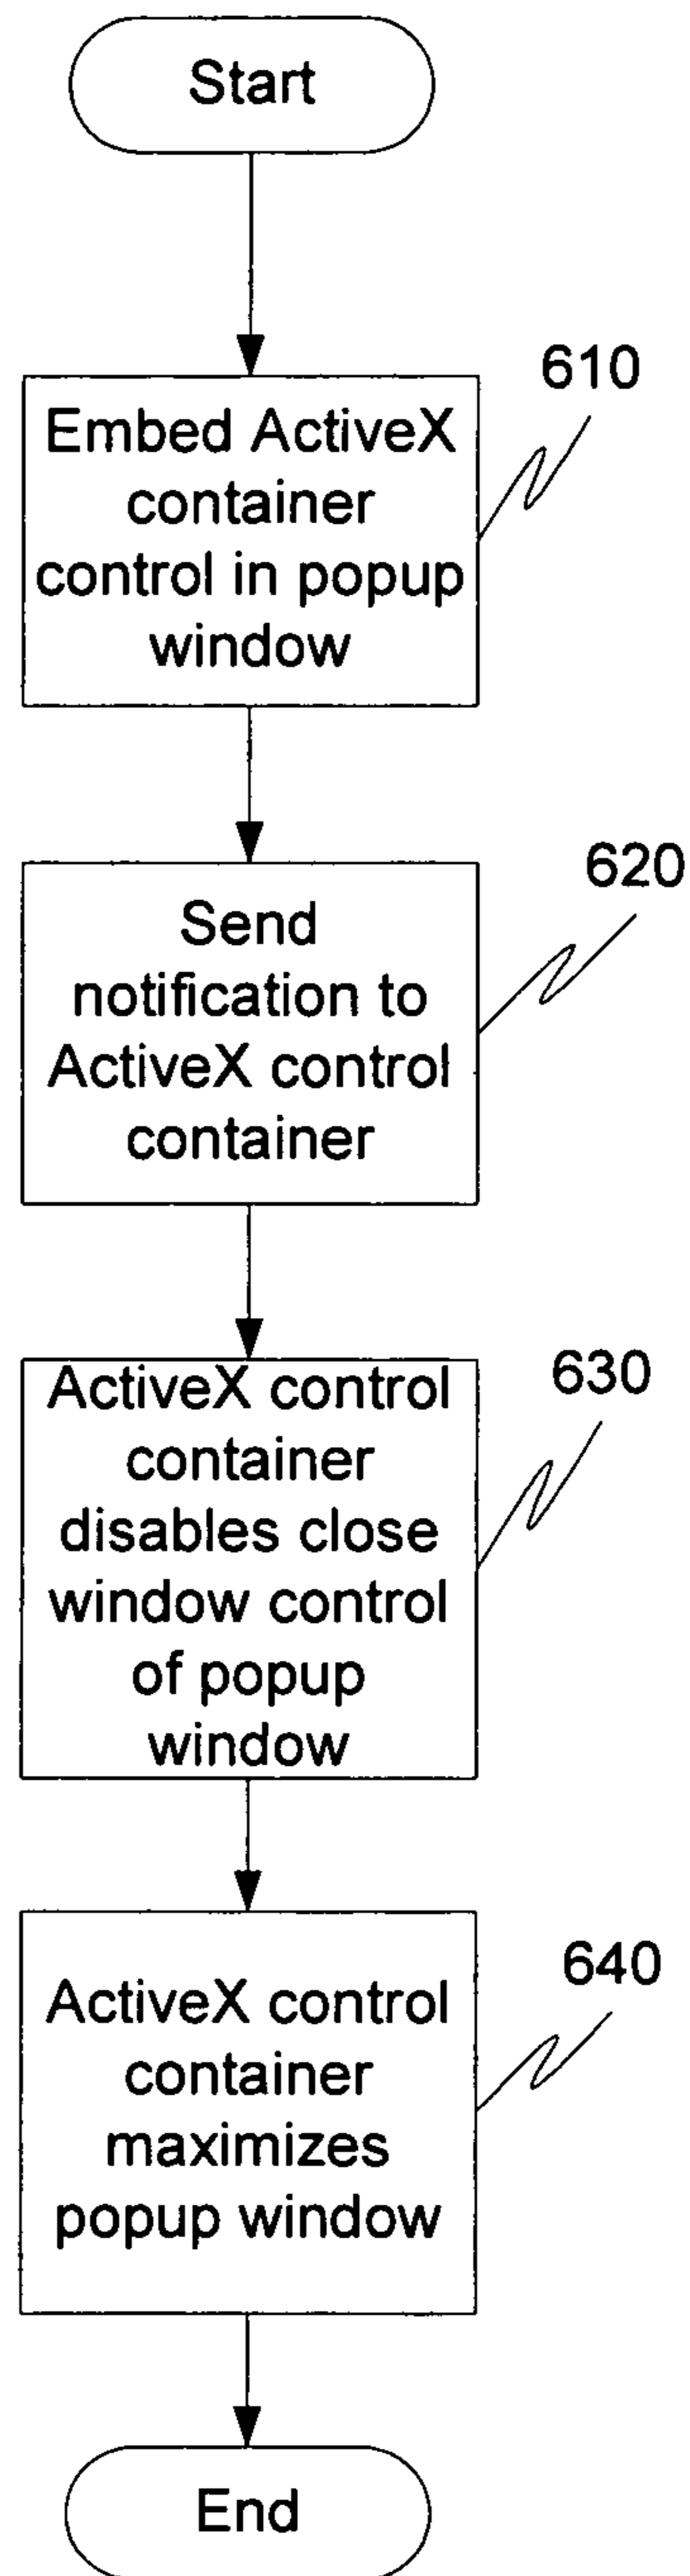 Start
610
Embed ActiveX
container
control in popup
window
620
Send
notification to
ActiveX control
container
630
ActiveX control
container
disables close
window control
of popup
window
640
ActiveX control
container
maximizes
popup window
End